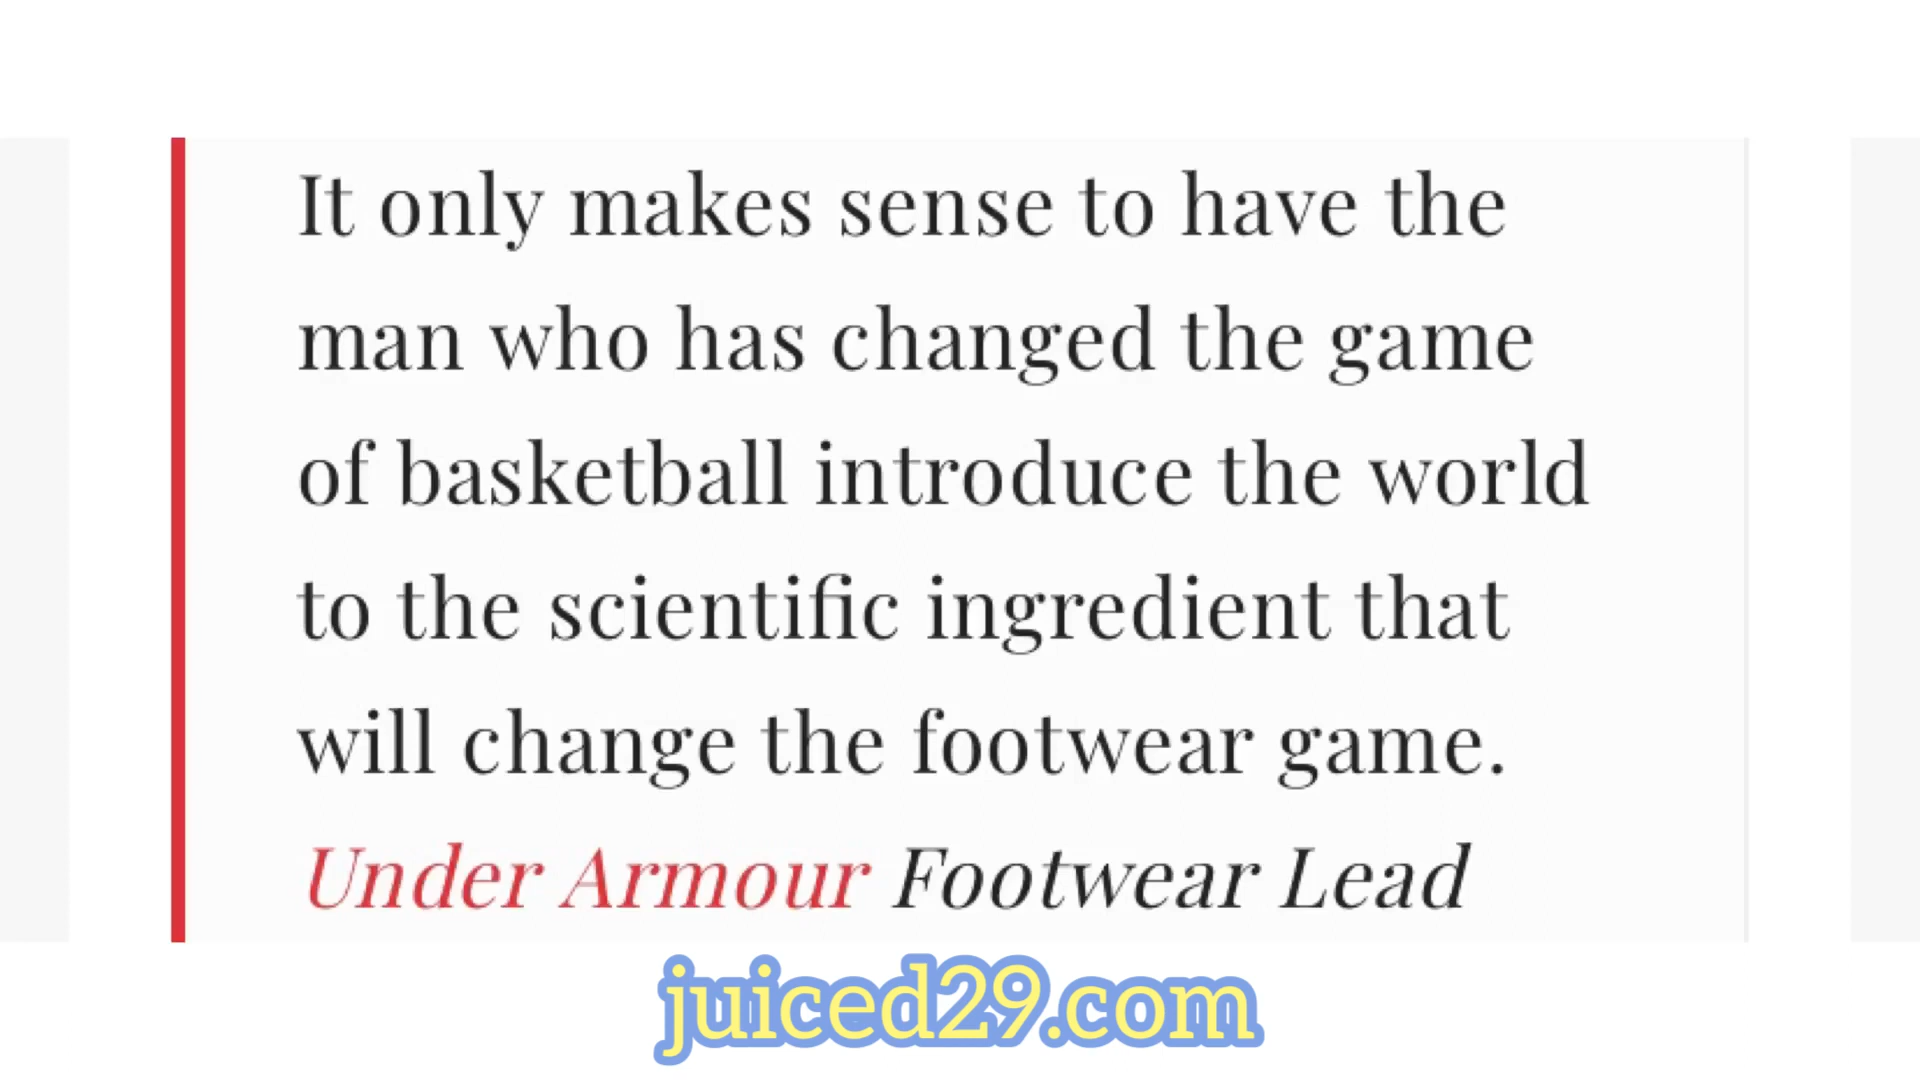 It only makes sense to have the
man who has changed the game
of basketball introduce the world
to the scientific ingredient that
will change the footwear game.
Under Armour Footwear Lead
juiced29.com